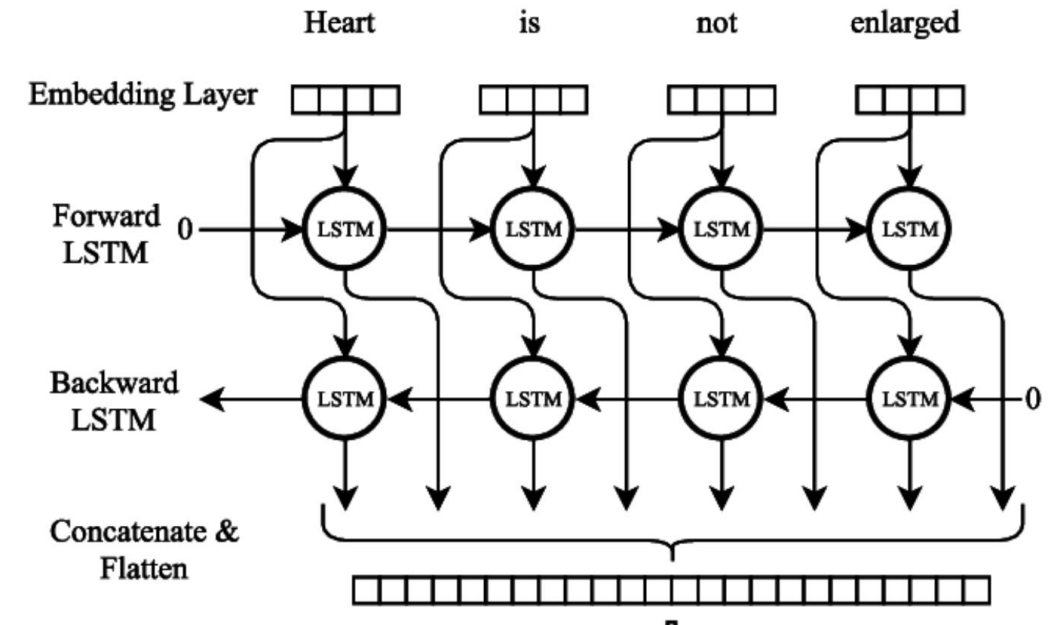 Heart is not enlarged
Embedding Layer
Forward
LSTM
0
LSTM LSTM LSTM LSTM
Backward
LSTM
LSTM LSTM LSTM LSTM
0
Concatenate &
Flatten